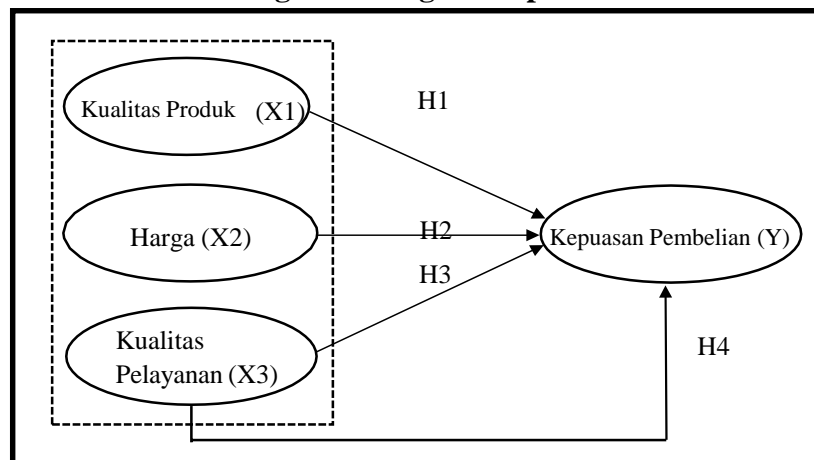 Kualitas Produk (X1)
H1
Harga (X2)
H2
Kepuasan Pembelian (Y)
H3
Kualitas
Pelayanan (X3)
H4